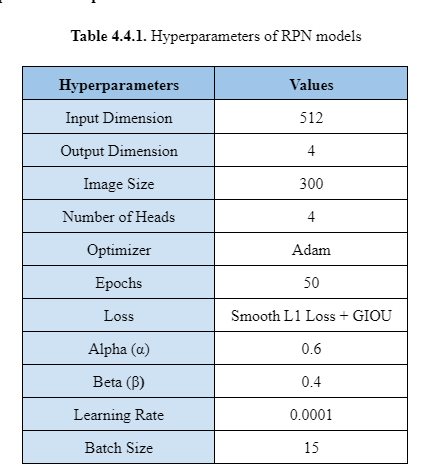 Table 4.4.1. Hyperparameters of RPN models
Hyperparameters Values
Input Dimension 512
Output Dimension 4
Image Size 300
Number of Heads 4
Optimizer Adam
Epochs 50
Loss Smooth L1 Loss + GIOU
Alpha (α) 0.6
Beta (β) 0.4
Learning Rate 0.0001
Batch Size 15